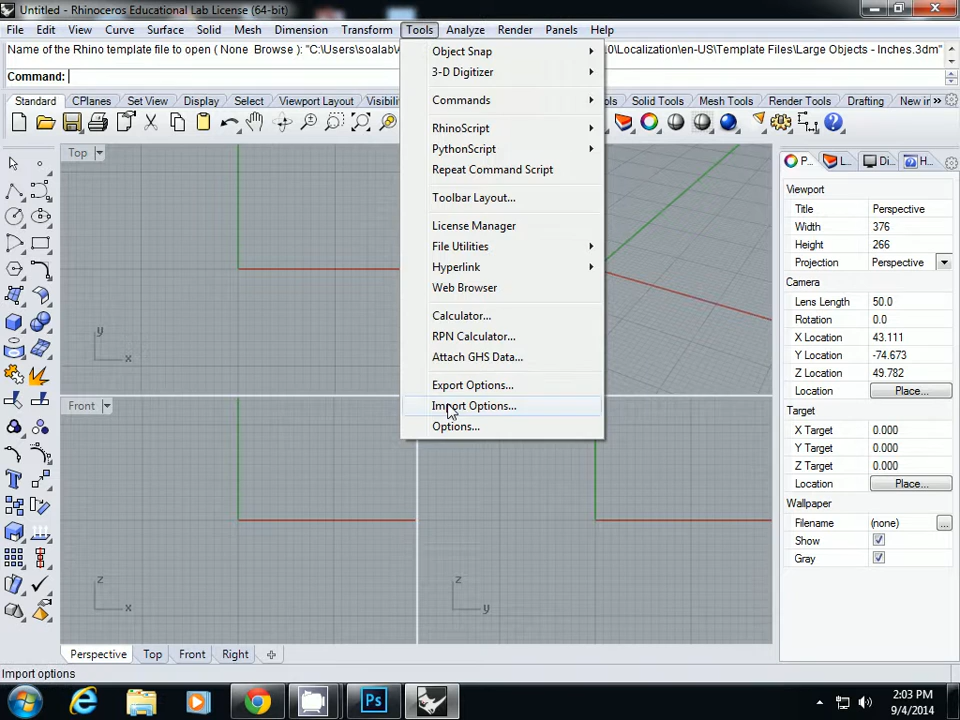 Untitled - Rhinoceros Educational Lab License (64-bit)
File Edit View Curve Surface Solid Mesh Dimension Transform Tools Analyze Render Panels Help
Name of the Rhino template file to open ( None Browse ): "C:\Users\soalab\A
0\Localization\en-US\Template Files\Large Objects - Inches.3dm"
Command:
Standard CPlanes Set View Display Select Viewport Layout Visibili
ols Solid Tools Mesh Tools Render Tools Drafting New in »
Object Snap
3-D Digitizer
Commands
RhinoScript
PythonScript
Repeat Command Script
Toolbar Layout...
License Manager
File Utilities
Hyperlink
Web Browser
Calculator...
RPN Calculator...
Attach GHS Data...
Export Options...
Import Options...
Options...
Top
y
x
Front
z
x
z
y
P... L... Di... H...
Viewport
Title Perspective
Width 376
Height 266
Projection Perspective
Camera
Lens Length 50.0
Rotation 0.0
X Location 43.111
Y Location -74.673
Z Location 49.782
Location Place...
Target
X Target 0.000
Y Target 0.000
Z Target 0.000
Location Place...
Wallpaper
Filename (none) ...
Show
Gray
Perspective Top Front Right
Import options
Ps
2:03 PM
9/4/2014